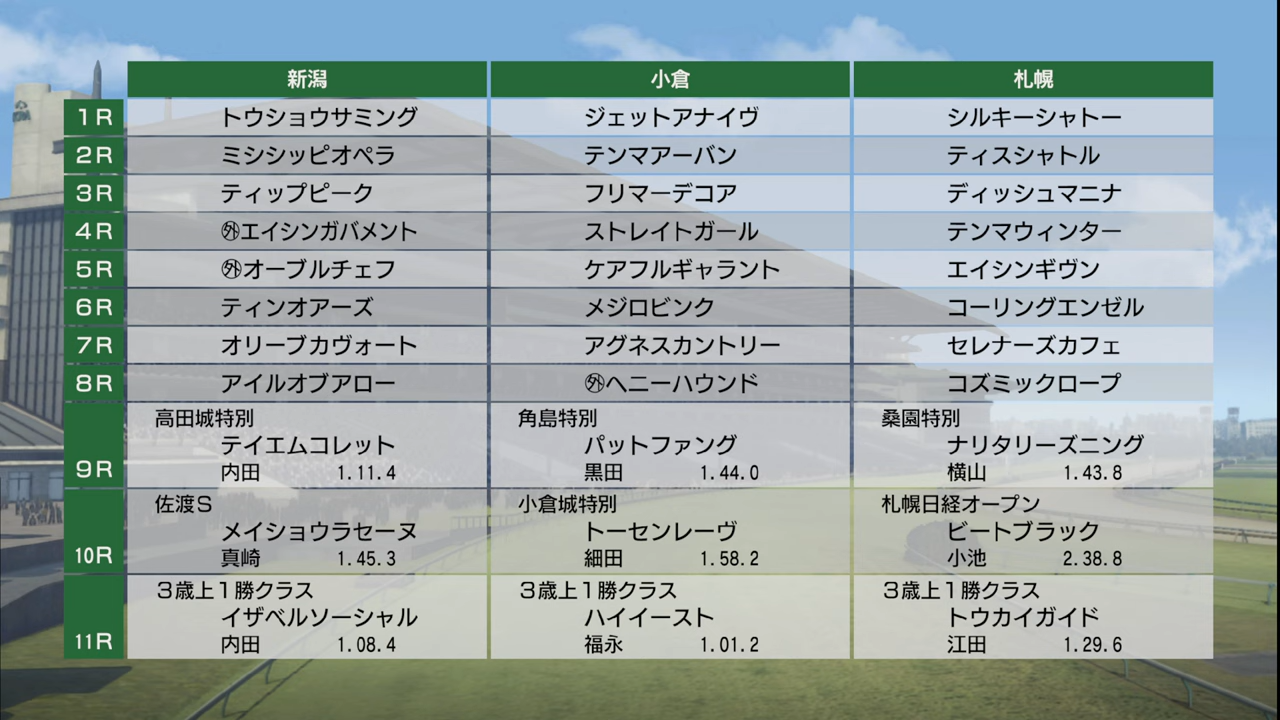 新潟 小倉 札幌
1R トウショウサミング ジェットアナイヴ シルキーシャトー
2R ミシシッピオペラ テンマアーバン ティスシャトル
3R ティップピーク フリマーデコア ディッシュマニナ
4R ㊕エイシンガバメント ストレイトガール テンマウィンター
5R オーブルチェフ ケアフルギャラント エイシンギヴン
6R ティンオアーズ メジロビンク コーリングエンゼル
7R オリーブカヴォート アグネスカントリー セレナーズカフェ
8R アイルオブアロー ヘニーハウンド コズミックロープ
高田城特別 角島特別 桑園特別
テイエムコレット パットファング ナリタリーズニング
9R 内田 1.11.4 黒田 1.44.0 横山 1.43.8
佐渡S 小倉城特別 札幌日経オープン
メイショウラセーヌ トーセンレーヴ ビートブラック
10R 真崎 1.45.3 細田 1.58.2 小池 2.38.8
3歳上1勝クラス 3歳上1勝クラス 3歳上1勝クラス
イザベルソーシャル ハイイースト トウカイガイド
11R 内田 1.08.4 福永 1.01.2 江田 1.29.6